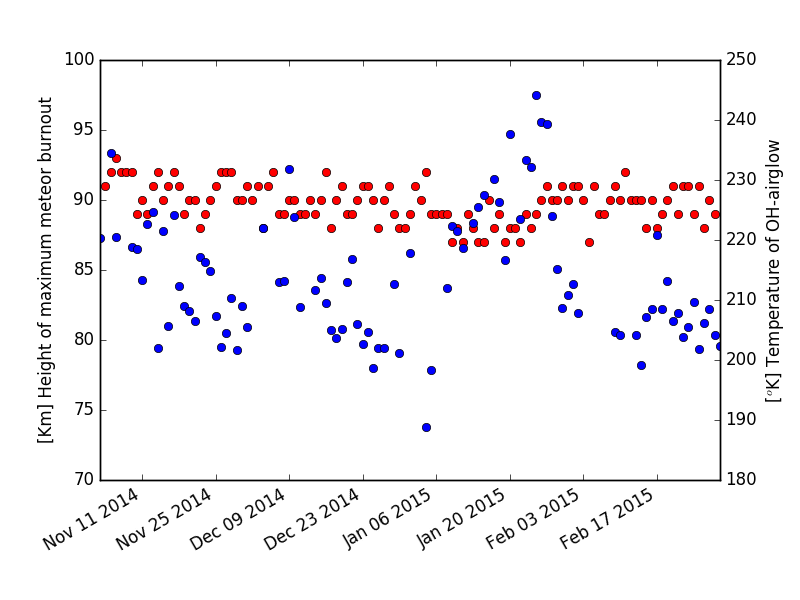 100
95
90
85
80
75
70
[Km] Height of maximum meteor burnout
250
240
230
220
210
200
190
180
[°K] Temperature of OH-airglow
Nov 11 2014
Nov 25 2014
Dec 09 2014
Dec 23 2014
Jan 06 2015
Jan 20 2015
Feb 03 2015
Feb 17 2015